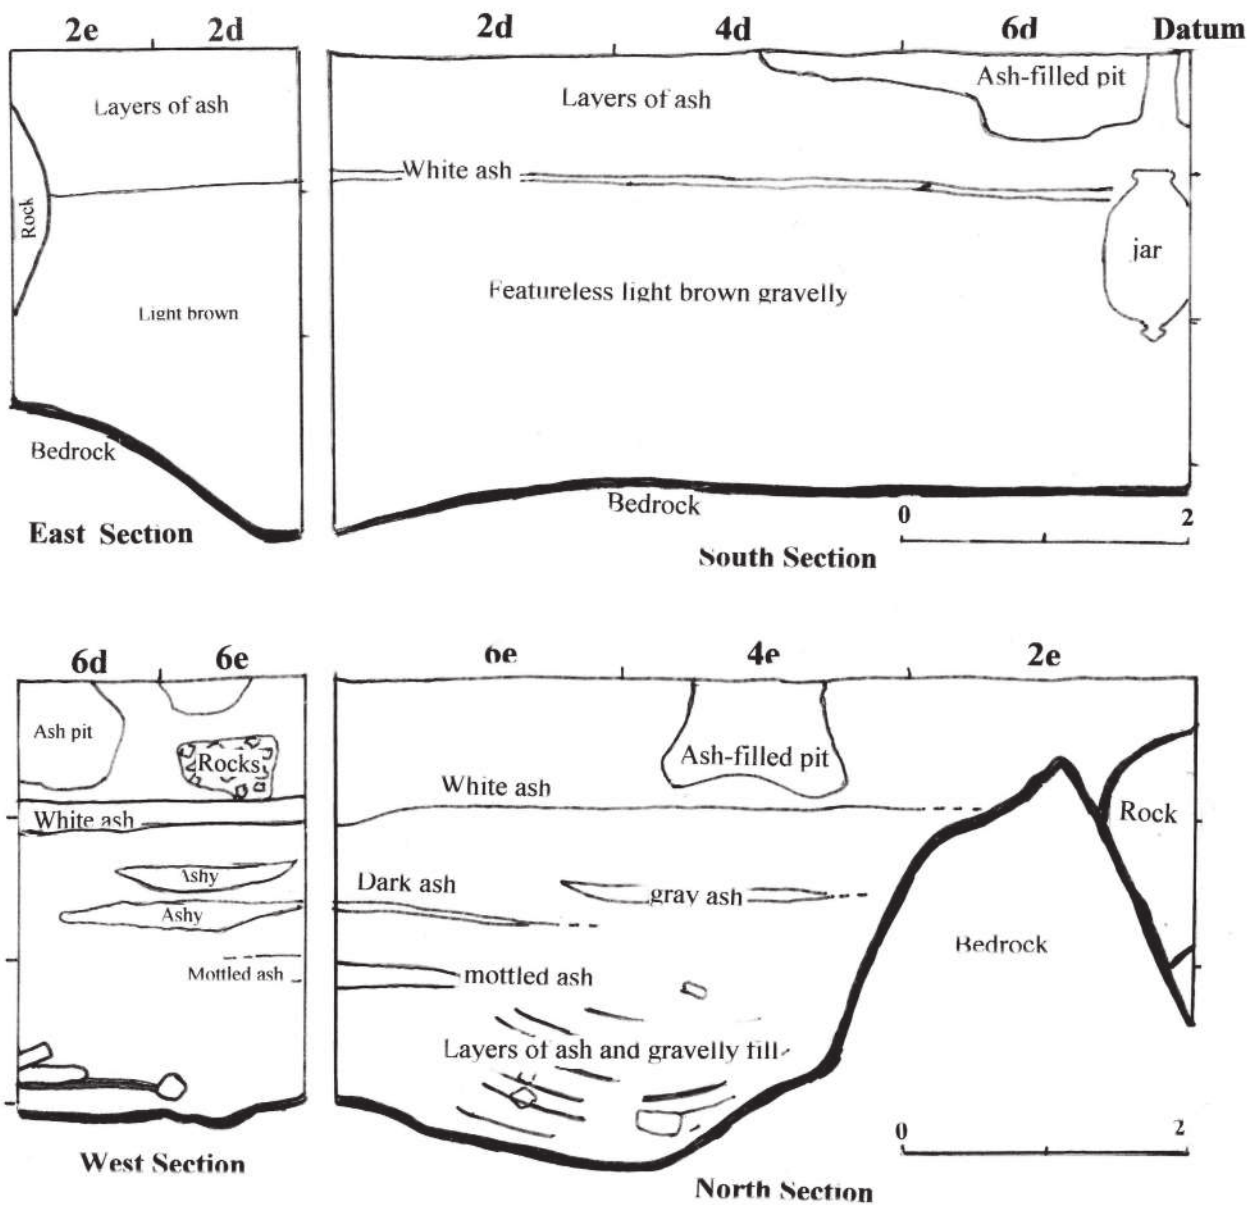 2e 2d 2d 4d 6d Datum
Layers of ash
Layers of ash
Ash-filled pit
White ash
Rock
jar
Light brown
Featureless light brown gravelly
Bedrock
Bedrock
East Section
South Section
0 2
6d 6e 6e 4e 2e
Ash pit
Rocks
Ash-filled pit
White ash
White ash
Rock
Ashy
Ashy
Dark ash
gray ash
Bedrock
Mottled ash
mottled ash
Layers of ash and gravelly fill
0 2
West Section
North Section